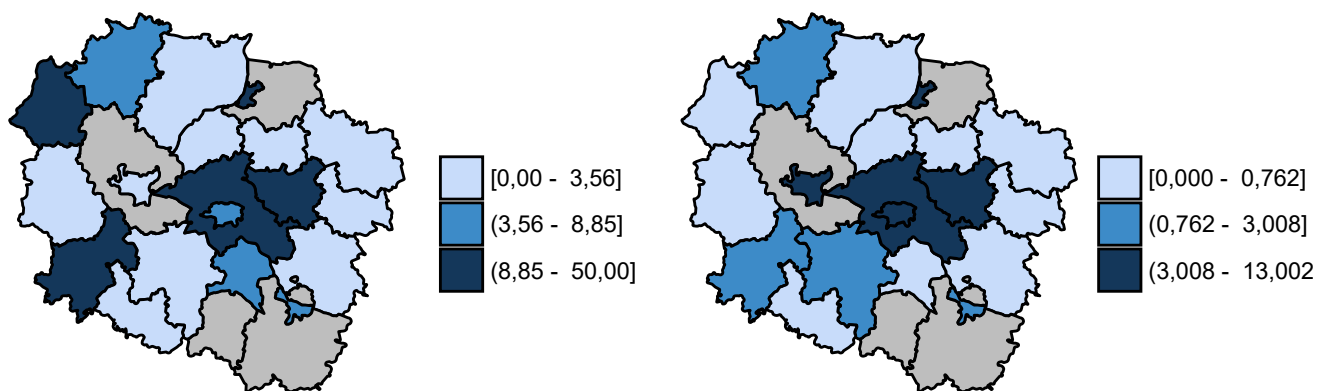 [0,00 - 3,56]
(3,56 - 8,85]
(8,85 - 50,00]
[0,000 - 0,762]
(0,762 - 3,008]
(3,008 - 13,002